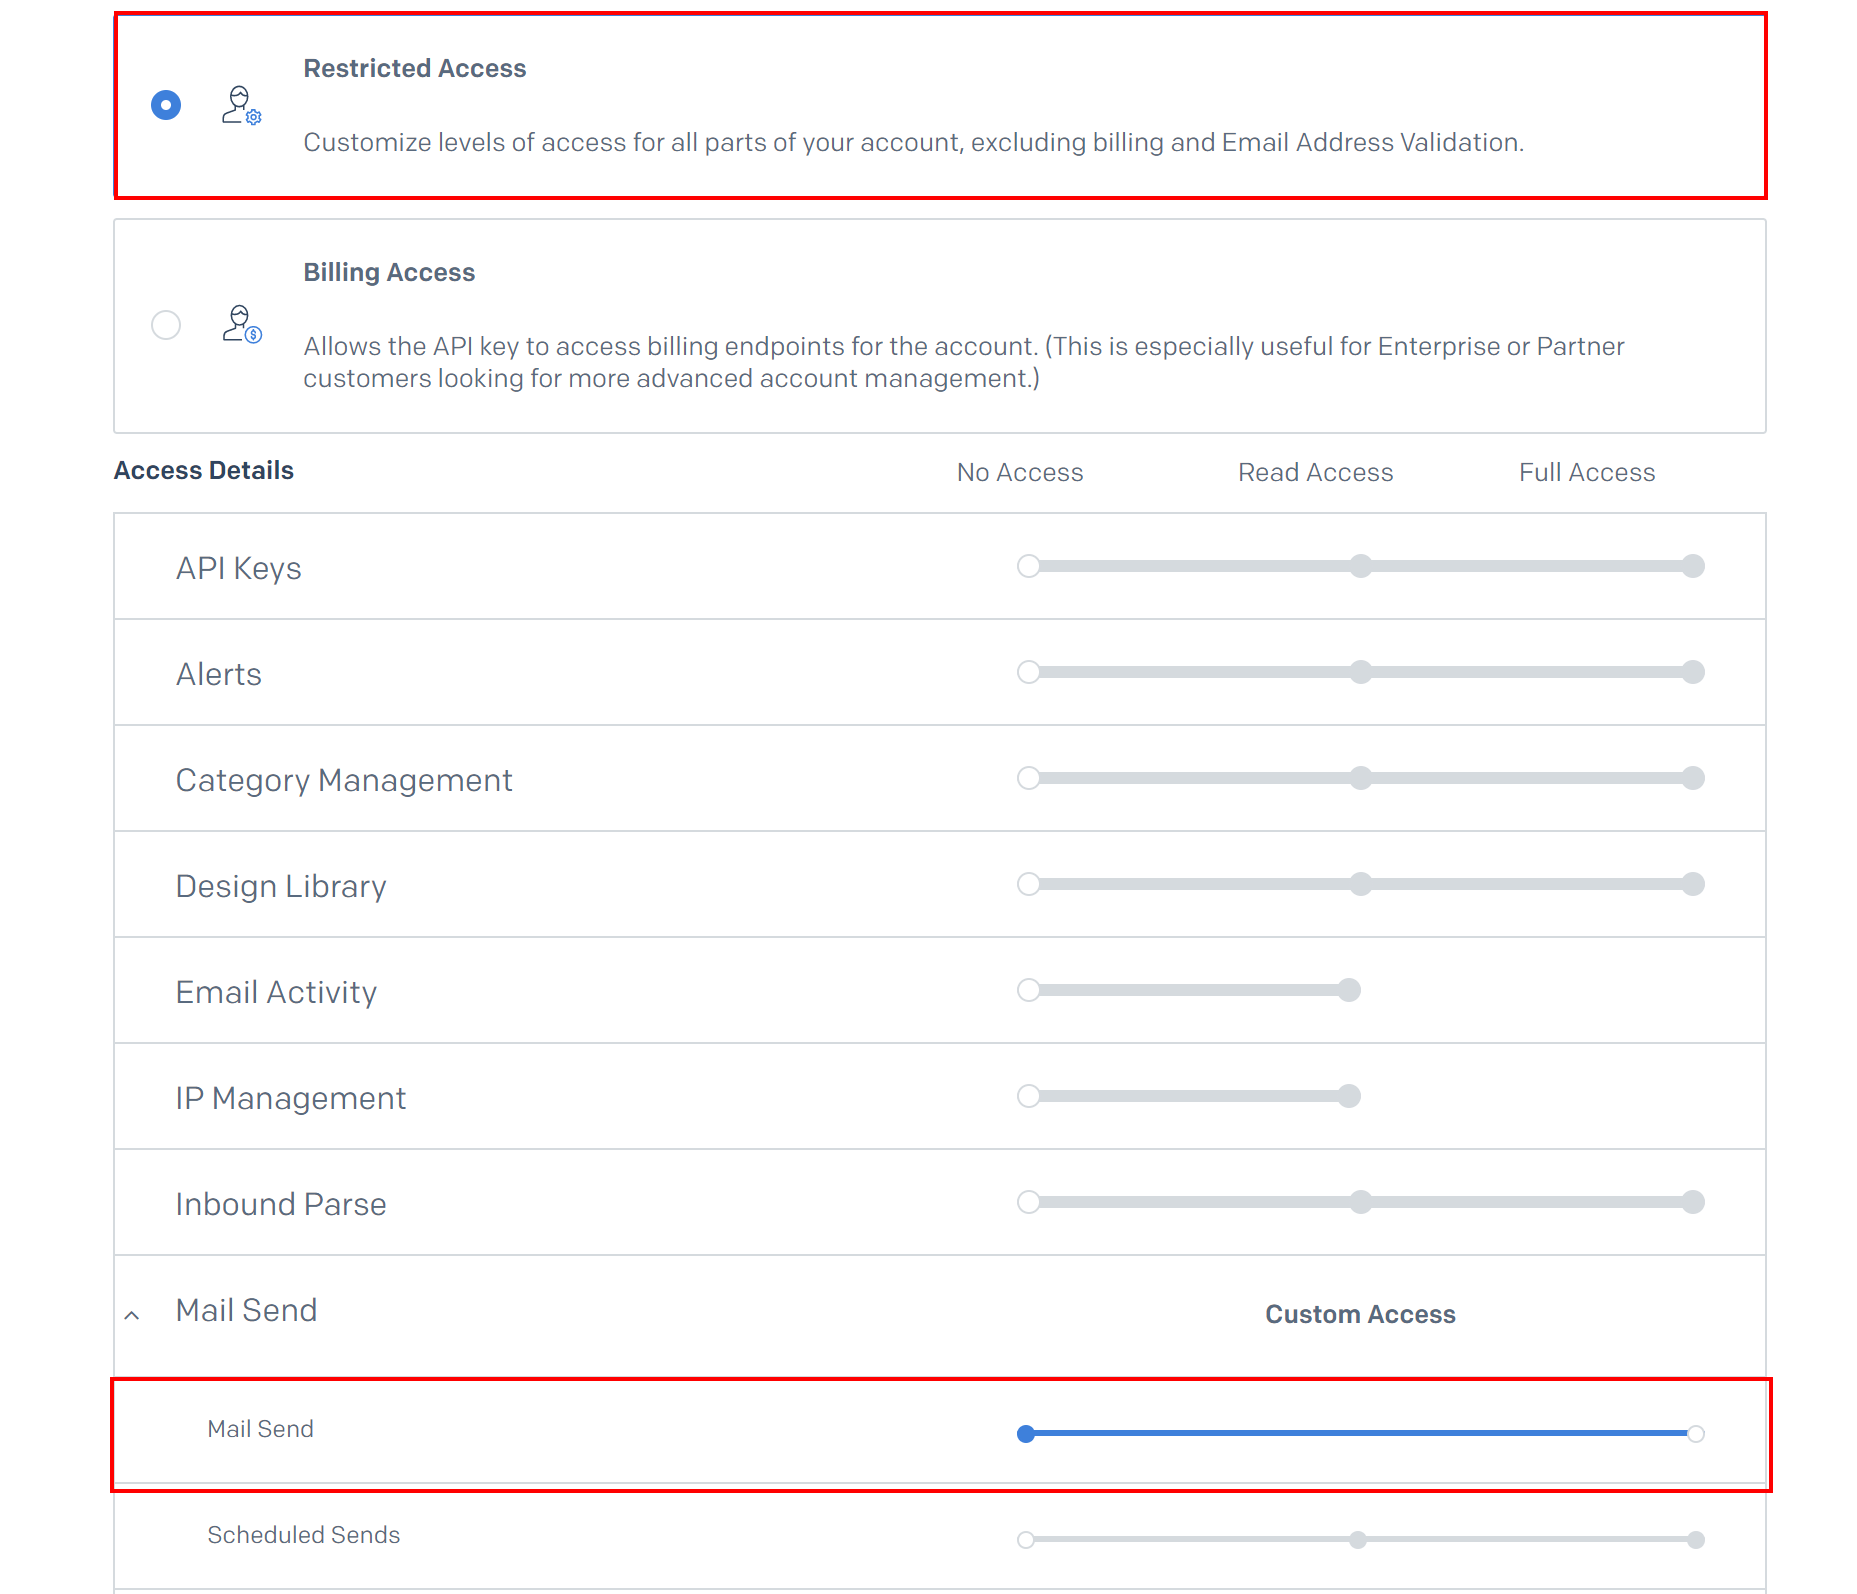 Restricted Access
Customize levels of access for all parts of your account, excluding billing and Email Address Validation.
Billing Access
Allows the API key to access billing endpoints for the account. (This is especially useful for Enterprise or Partner
customers looking for more advanced account management.)
Access Details No Access Read Access Full Access
API Keys
Alerts
Category Management
Design Library
Email Activity
IP Management
Inbound Parse
Mail Send Custom Access
Mail Send
Scheduled Sends